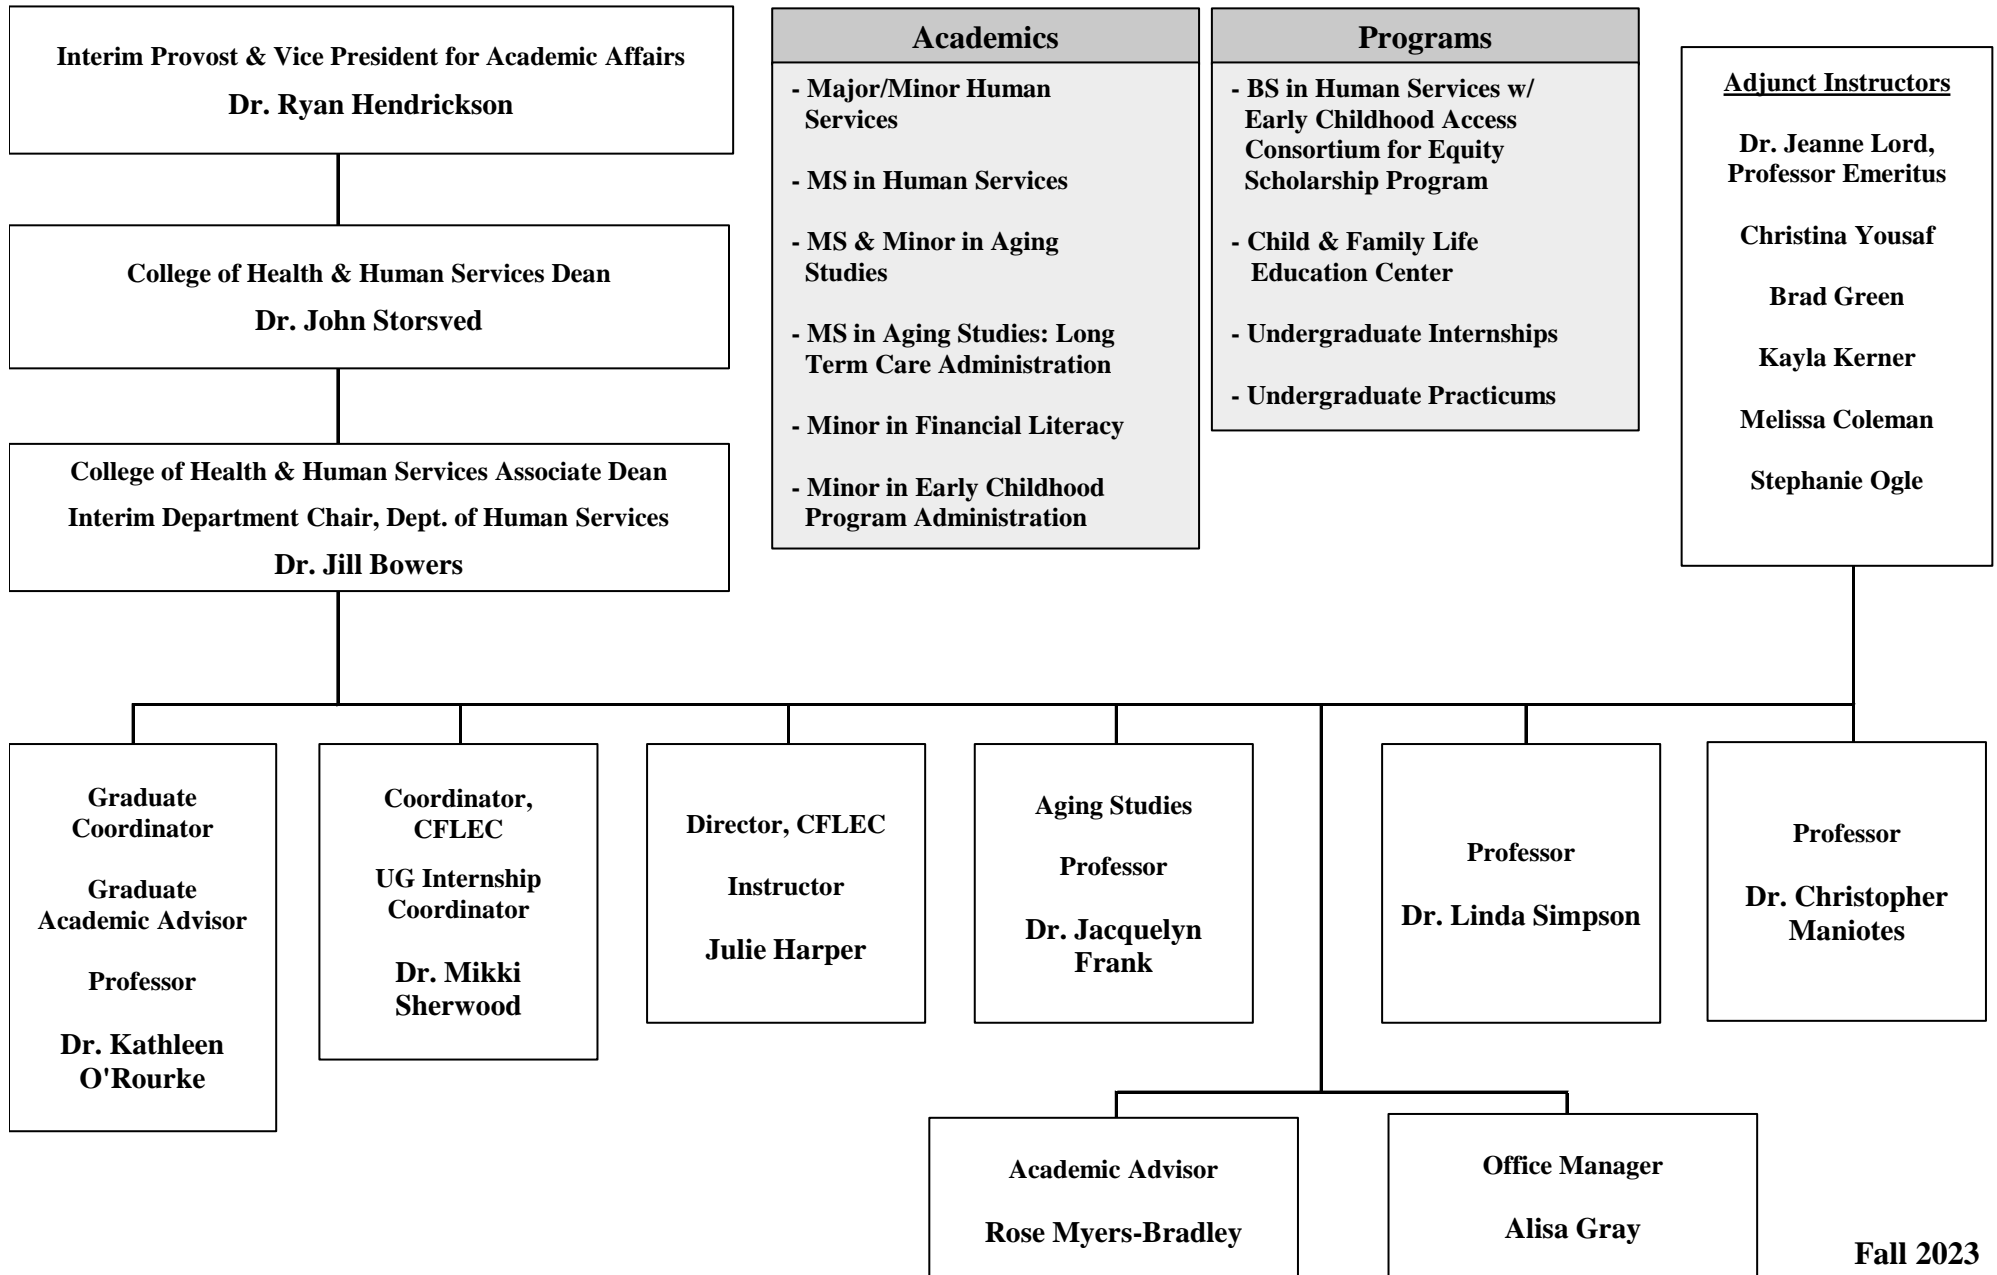 Interim Provost & Vice President for Academic Affairs
Dr. Ryan Hendrickson
College of Health & Human Services Dean
Dr. John Storsved
College of Health & Human Services Associate Dean
Interim Department Chair, Dept. of Human Services
Dr. Jill Bowers
Academics
- Major/Minor Human
Services
- MS in Human Services
- MS & Minor in Aging
Studies
- MS in Aging Studies: Long
Term Care Administration
- Minor in Financial Literacy
- Minor in Early Childhood
Program Administration
Programs
- BS in Human Services w/
Early Childhood Access
Consortium for Equity
Scholarship Program
- Child & Family Life
Education Center
- Undergraduate Internships
- Undergraduate Practicums
Adjunct Instructors
Dr. Jeanne Lord,
Professor Emeritus
Christina Yousaf
Brad Green
Kayla Kerner
Melissa Coleman
Stephanie Ogle
Graduate
Coordinator
Graduate
Academic Advisor
Professor
Dr. Kathleen
O'Rourke
Coordinator,
CFLEC
UG Internship
Coordinator
Dr. Mikki
Sherwood
Director, CFLEC
Instructor
Julie Harper
Aging Studies
Professor
Dr. Jacquelyn
Frank
Professor
Dr. Linda Simpson
Professor
Dr. Christopher
Maniotes
Academic Advisor
Rose Myers-Bradley
Office Manager
Alisa Gray
Fall 2023